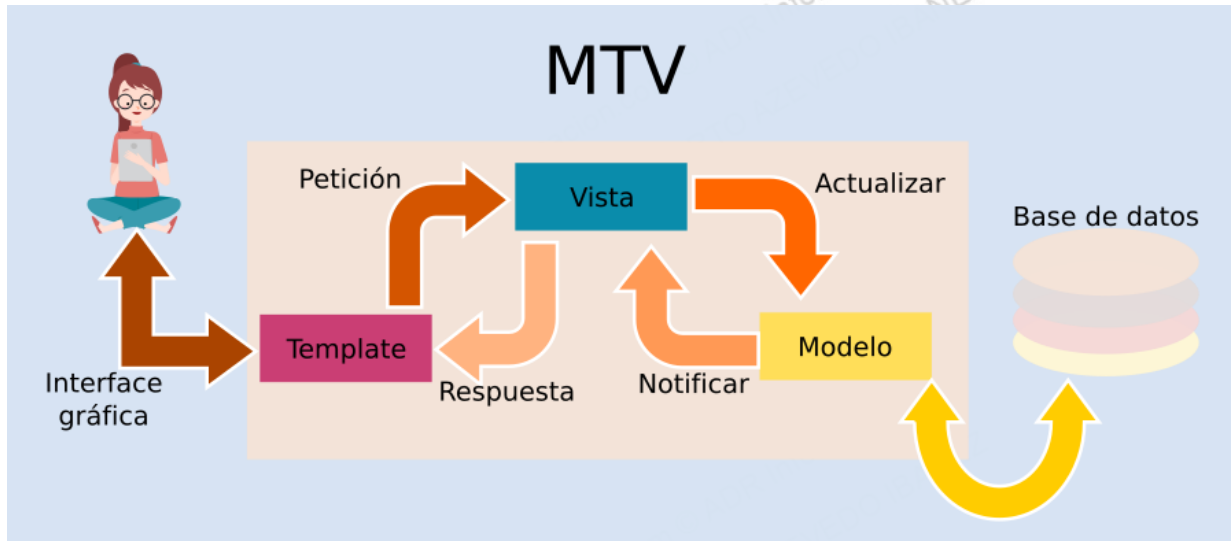 MTV
Petición
Vista
Actualizar
Base de datos
Template
Modelo
Interface
gráfica
Respuesta
Notificar